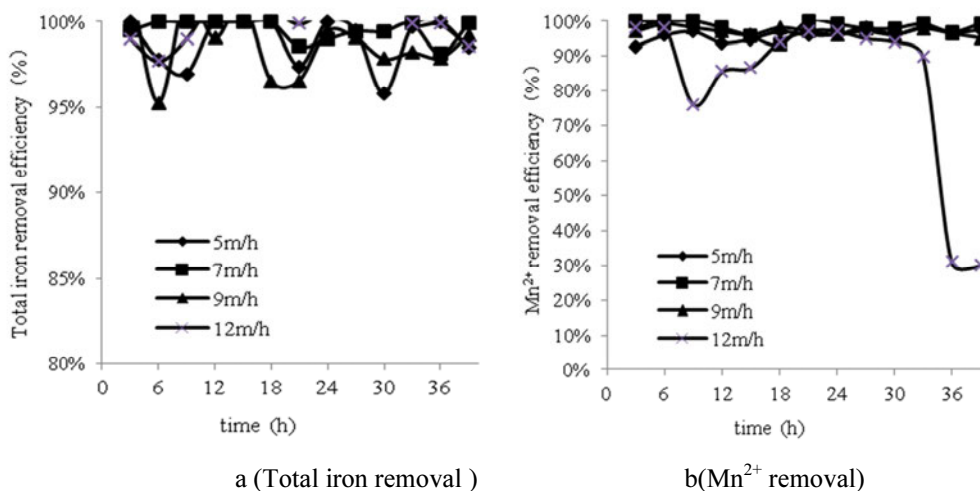 Total iron removal efficiency (%)
100%
95%
90%
85%
80%
5m/h
7m/h
9m/h
12m/h
0 6 12 18 24 30 36
time (h)
a (Total iron removal )
Mn²⁺ removal efficiency (%)
100%
90%
80%
70%
60%
50%
40%
30%
20%
10%
0%
5m/h
7m/h
9m/h
12m/h
0 6 12 18 24 30 36
time (h)
b(Mn²⁺ removal)